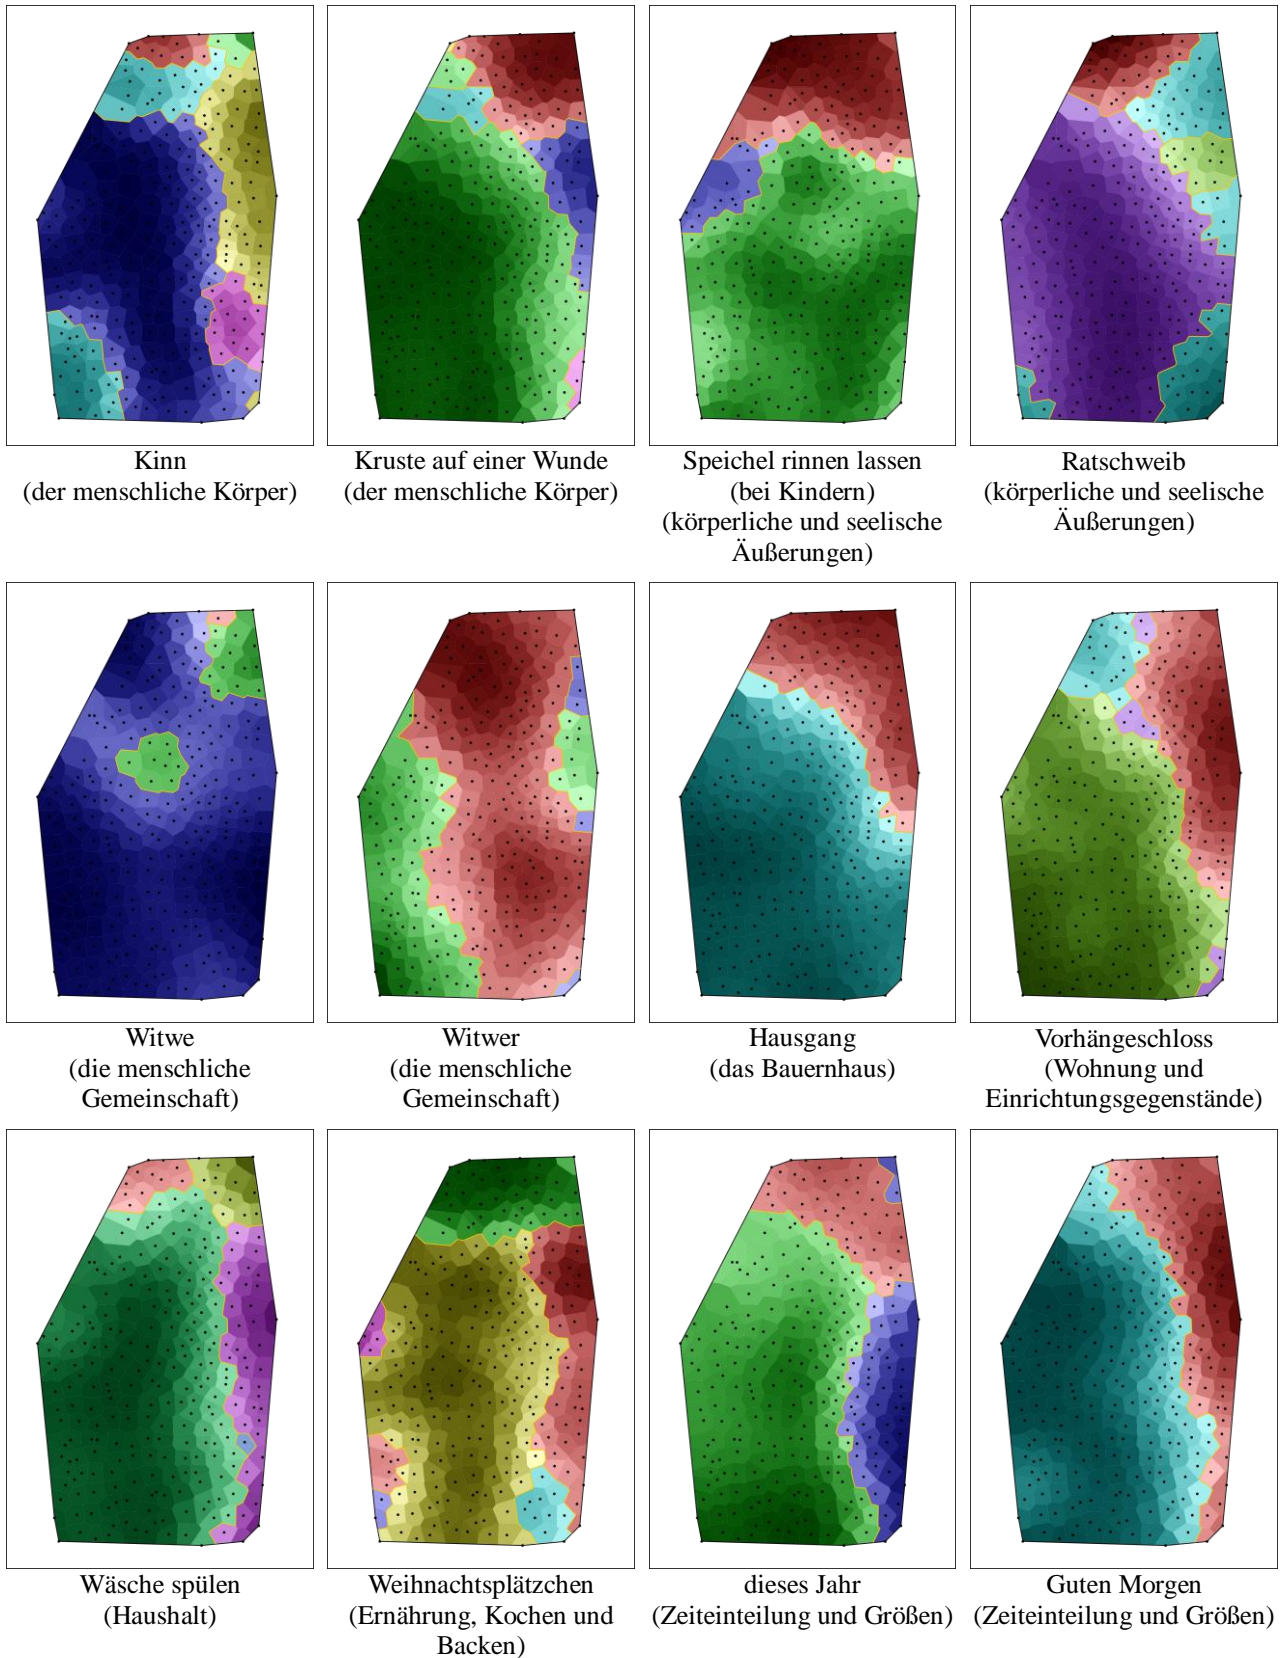 Kinn
(der menschliche Körper)
Kruste auf einer Wunde
(der menschliche Körper)
Speichel rinnen lassen
(bei Kindern)
(körperliche und seelische
Äußerungen)
Ratschweib
(körperliche und seelische
Äußerungen)
Witwe
(die menschliche
Gemeinschaft)
Witwer
(die menschliche
Gemeinschaft)
Hausgang
(das Bauernhaus)
Vorhängeschloss
(Wohnung und
Einrichtungsgegenstände)
Wäsche spülen
(Haushalt)
Weihnachtsplätzchen
(Ernährung, Kochen und
Backen)
dieses Jahr
(Zeiteinteilung und Größen)
Guten Morgen
(Zeiteinteilung und Größen)